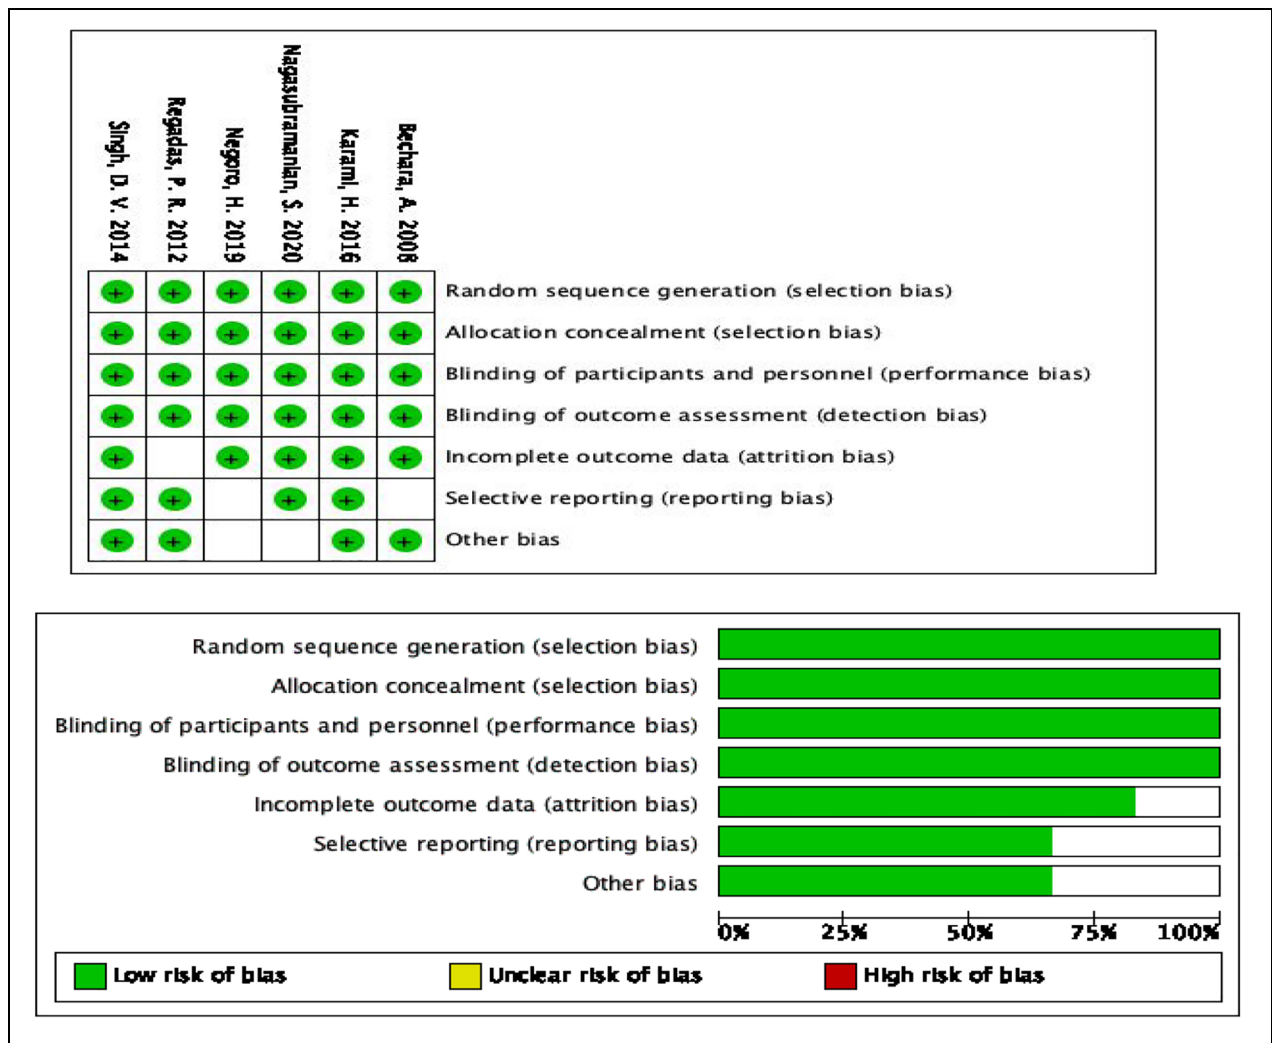 Singh, D. V. 2014
Regadas, P. R. 2012
Negoro, H. 2019
Nagasubramanian, S. 2020
Karami, H. 2016
Bechara, A. 2008
+ + + + + + Random sequence generation (selection bias)
+ + + + + + Allocation concealment (selection bias)
+ + + + + + Blinding of participants and personnel (performance bias)
+ + + + + + Blinding of outcome assessment (detection bias)
+ + + + + Incomplete outcome data (attrition bias)
+ + + + Selective reporting (reporting bias)
+ + + + Other bias
Random sequence generation (selection bias)
Allocation concealment (selection bias)
Blinding of participants and personnel (performance bias)
Blinding of outcome assessment (detection bias)
Incomplete outcome data (attrition bias)
Selective reporting (reporting bias)
Other bias
0% 25% 50% 75% 100%
Low risk of bias Unclear risk of bias High risk of bias